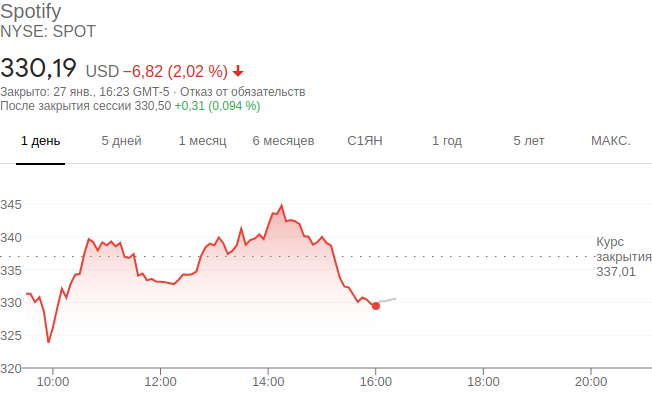 Spotify
NYSE: SPOT
330,19 USD −6,82 (2,02 %)
Закрыто: 27 янв., 16:23 GMT-5 · Отказ от обязательств
После закрытия сессии 330,50 +0,31 (0,094 %)
1 день 5 дней 1 месяц 6 месяцев С1ЯН 1 год 5 лет МАКС.
345
340
335
330
325
320
Курс
закрытия
337,01
10:00 12:00 14:00 16:00 18:00 20:00